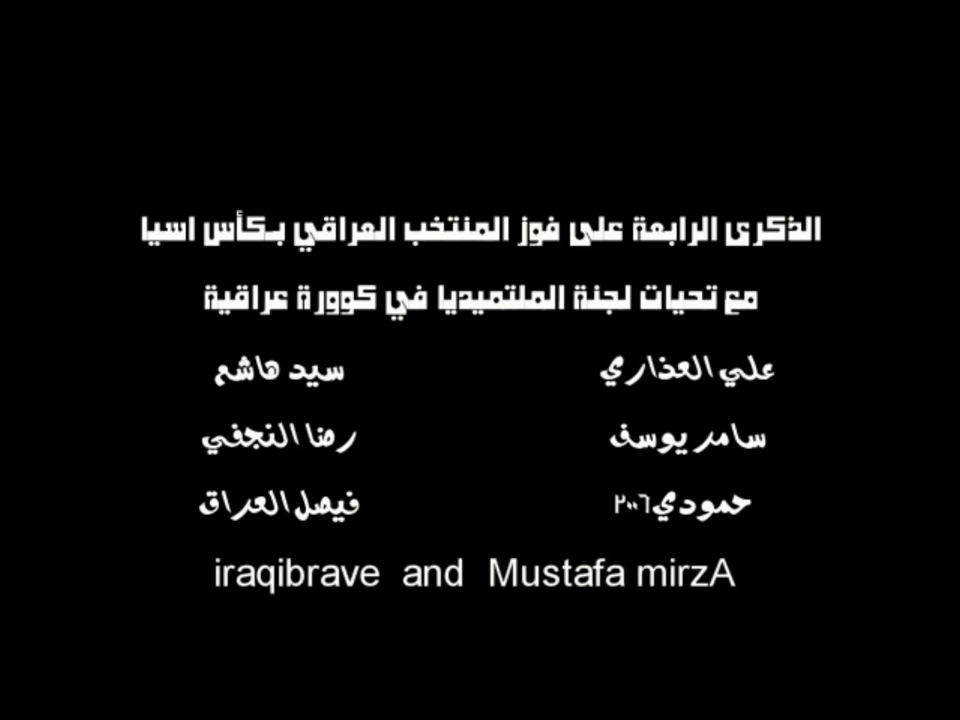 الذكرى الرابعة على فوز المنتخب العراقي بكأس اسيا
مع تحيات لجنة الملتميديا في كوورة عراقية
علي العذاري سيد هاشم
سامر يوسف رضا النجفي
حمودي٢٠٠٦ فيصل العراق
iraqibrave and Mustafa mirzA